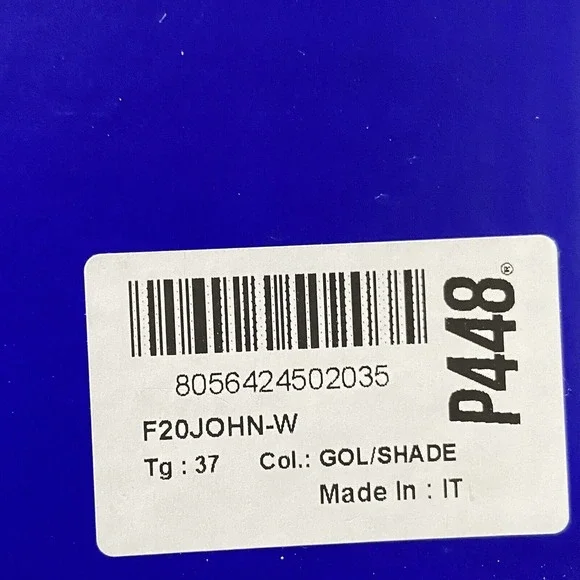 8056424502035
P448®
F20JOHN-W
Tg : 37 Col.: GOL/SHADE
Made In : IT